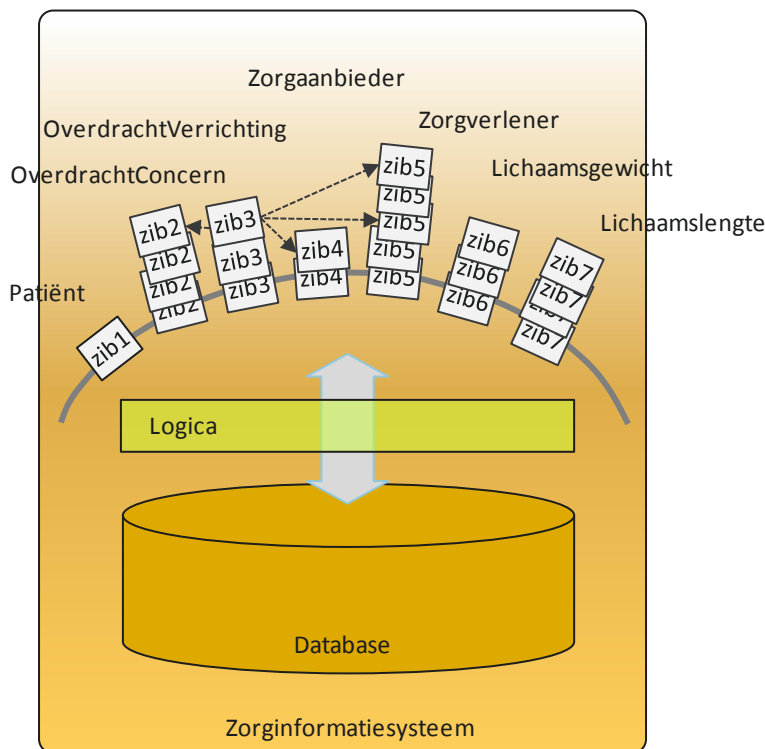 Zorgaanbieder
OverdrachtVerrichting
Zorgverlener
OverdrachtConcern
Lichaamsgewicht
Lichaamslengte
Patiënt
zib1
zib2
zib2
zib2
zib2
zib3
zib3
zib3
zib4
zib4
zib5
zib5
zib5
zib5
zib5
zib6
zib6
zib6
zib7
zib7
zib7
zib7
Logica
Database
Zorginformatiesysteem